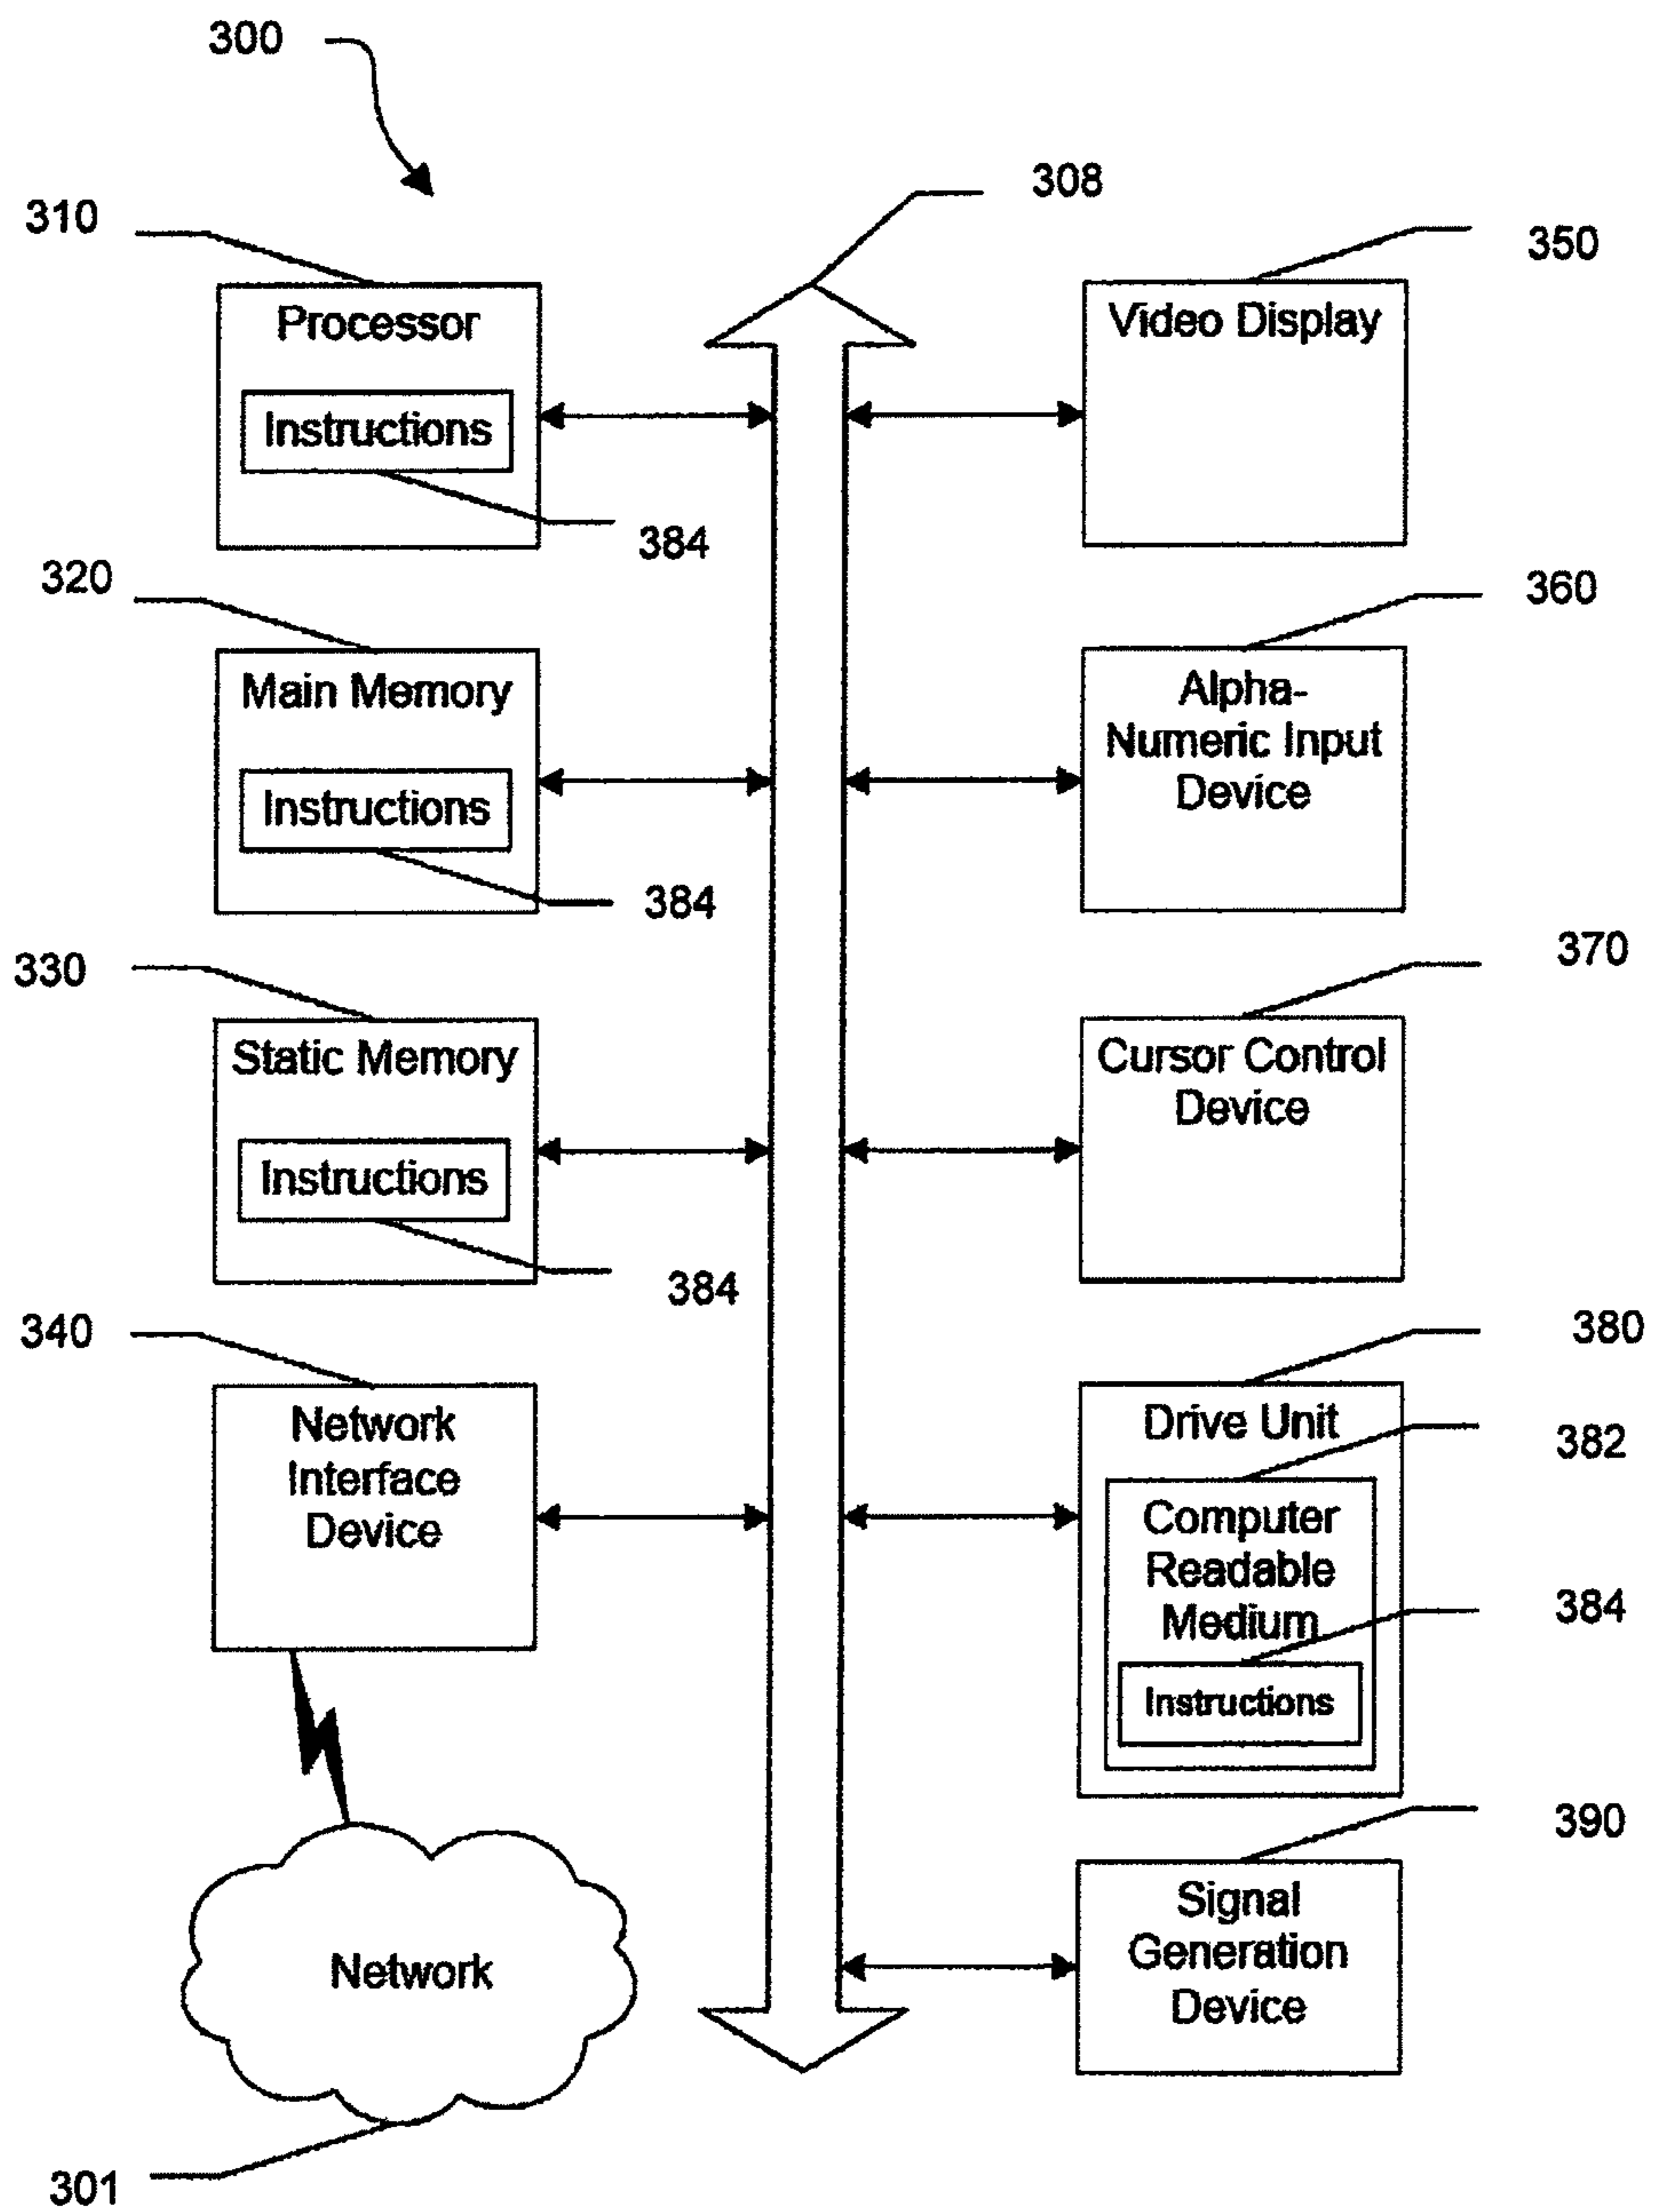 300
308
310
Processor
Instructions
384
350
Video Display
320
Main Memory
Instructions
384
360
Alpha-
Numeric Input
Device
330
Static Memory
Instructions
384
370
Cursor Control
Device
340
Network
Interface
Device
380
Drive Unit
382
Computer
Readable
Medium
384
Instructions
390
Signal
Generation
Device
Network
301